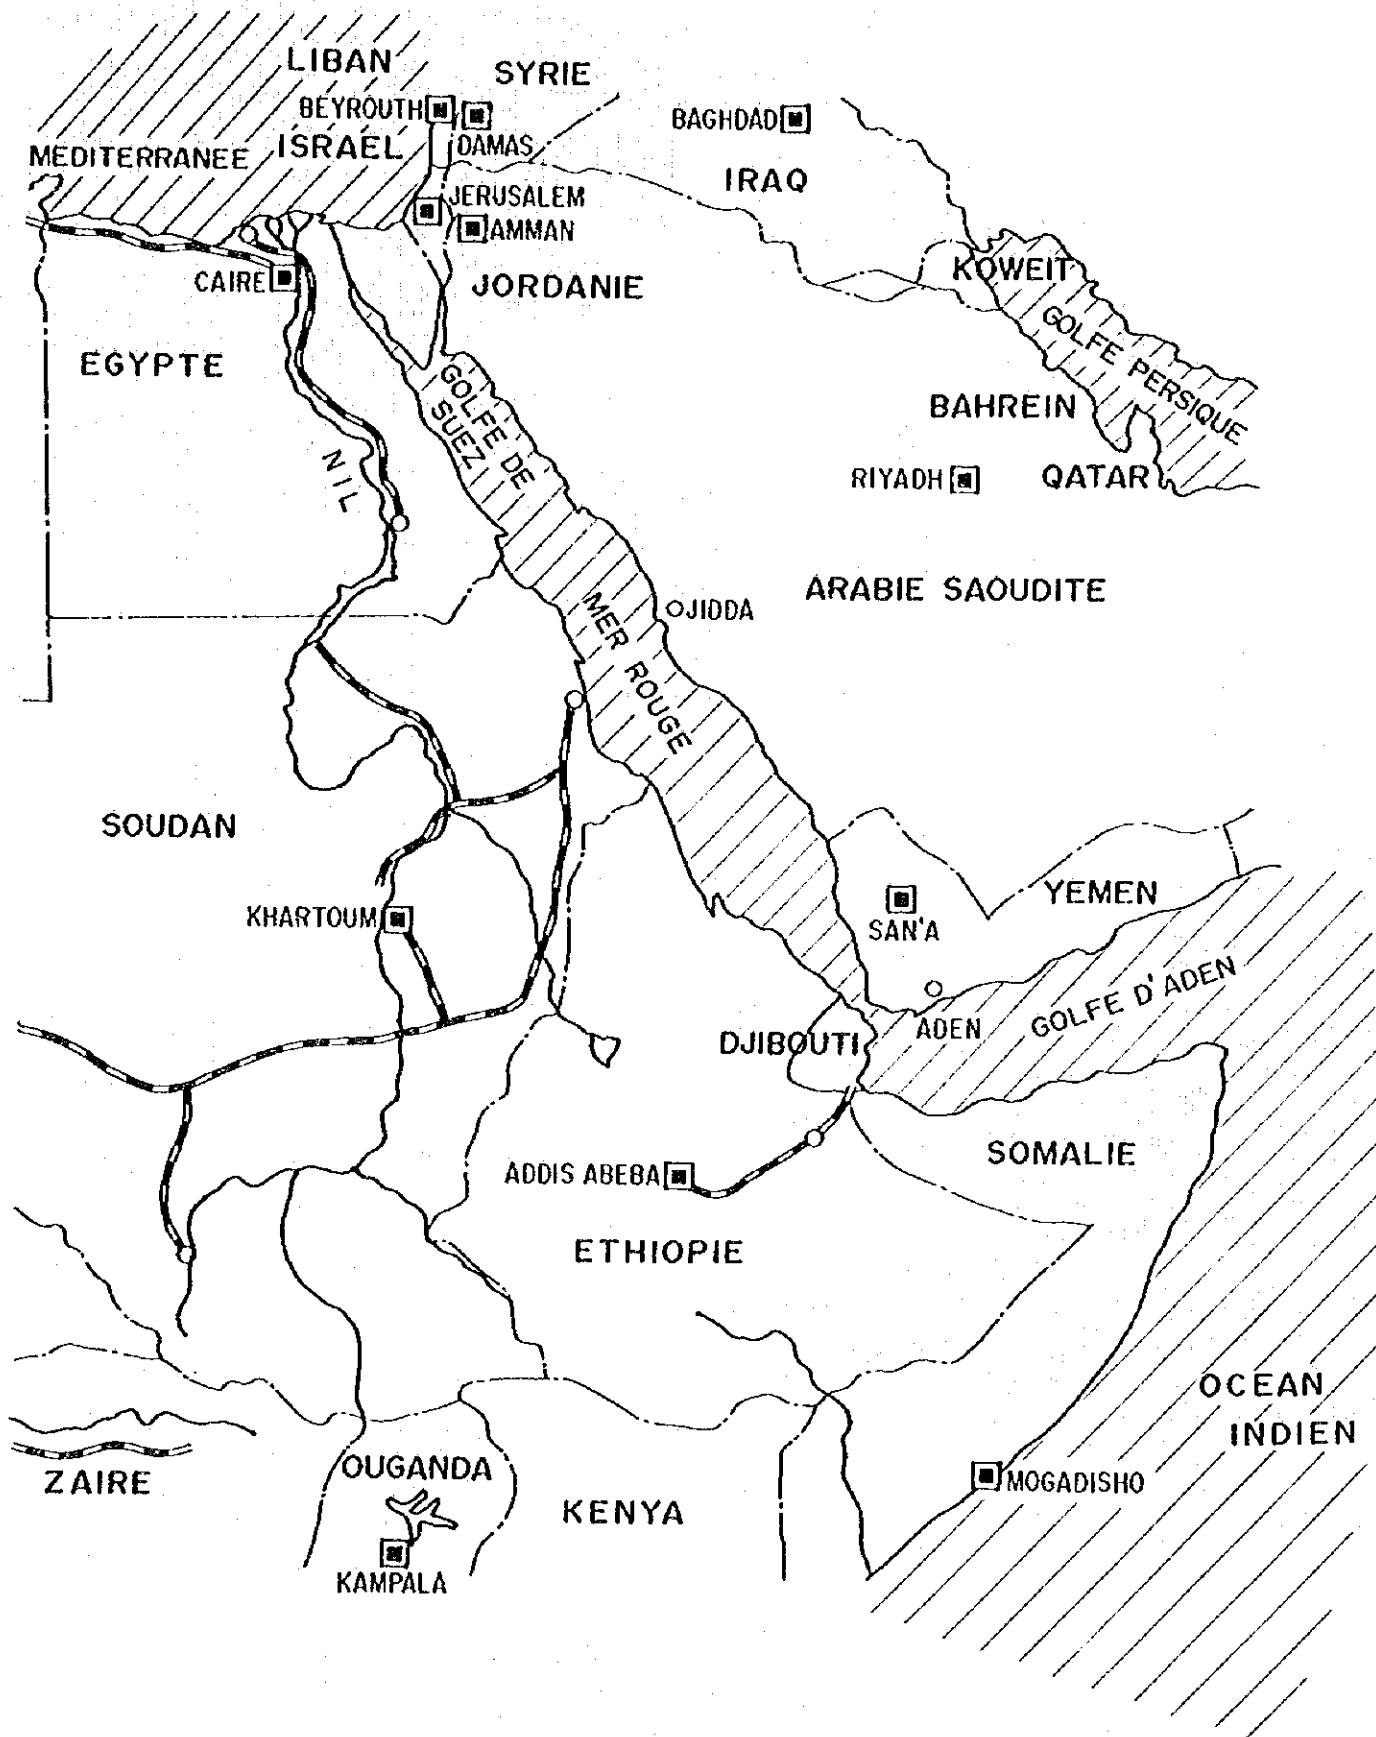 LIBAN
SYRIE
BEYROUTH
BAGHDAD
DAMAS
MEDITERRANEE
ISRAEL
IRAQ
JERUSALEM
AMMAN
CAIRE
JORDANIE
KOWEIT
EGYPTE
GOLFE PERSIQUE
GOLFE DE
SUEZ
BAHREIN
NIL
RIYADH
QATAR
ARABIE SAOUDITE
JIDDA
MER ROUGE
SOUDAN
YEMEN
KHARTOUM
SAN'A
GOLFE D'ADEN
DJIBOUTI
ADEN
SOMALIE
ADDIS ABEBA
ETHIOPIE
OCEAN
INDIEN
ZAIRE
OUGANDA
MOGADISHO
KENYA
KAMPALA